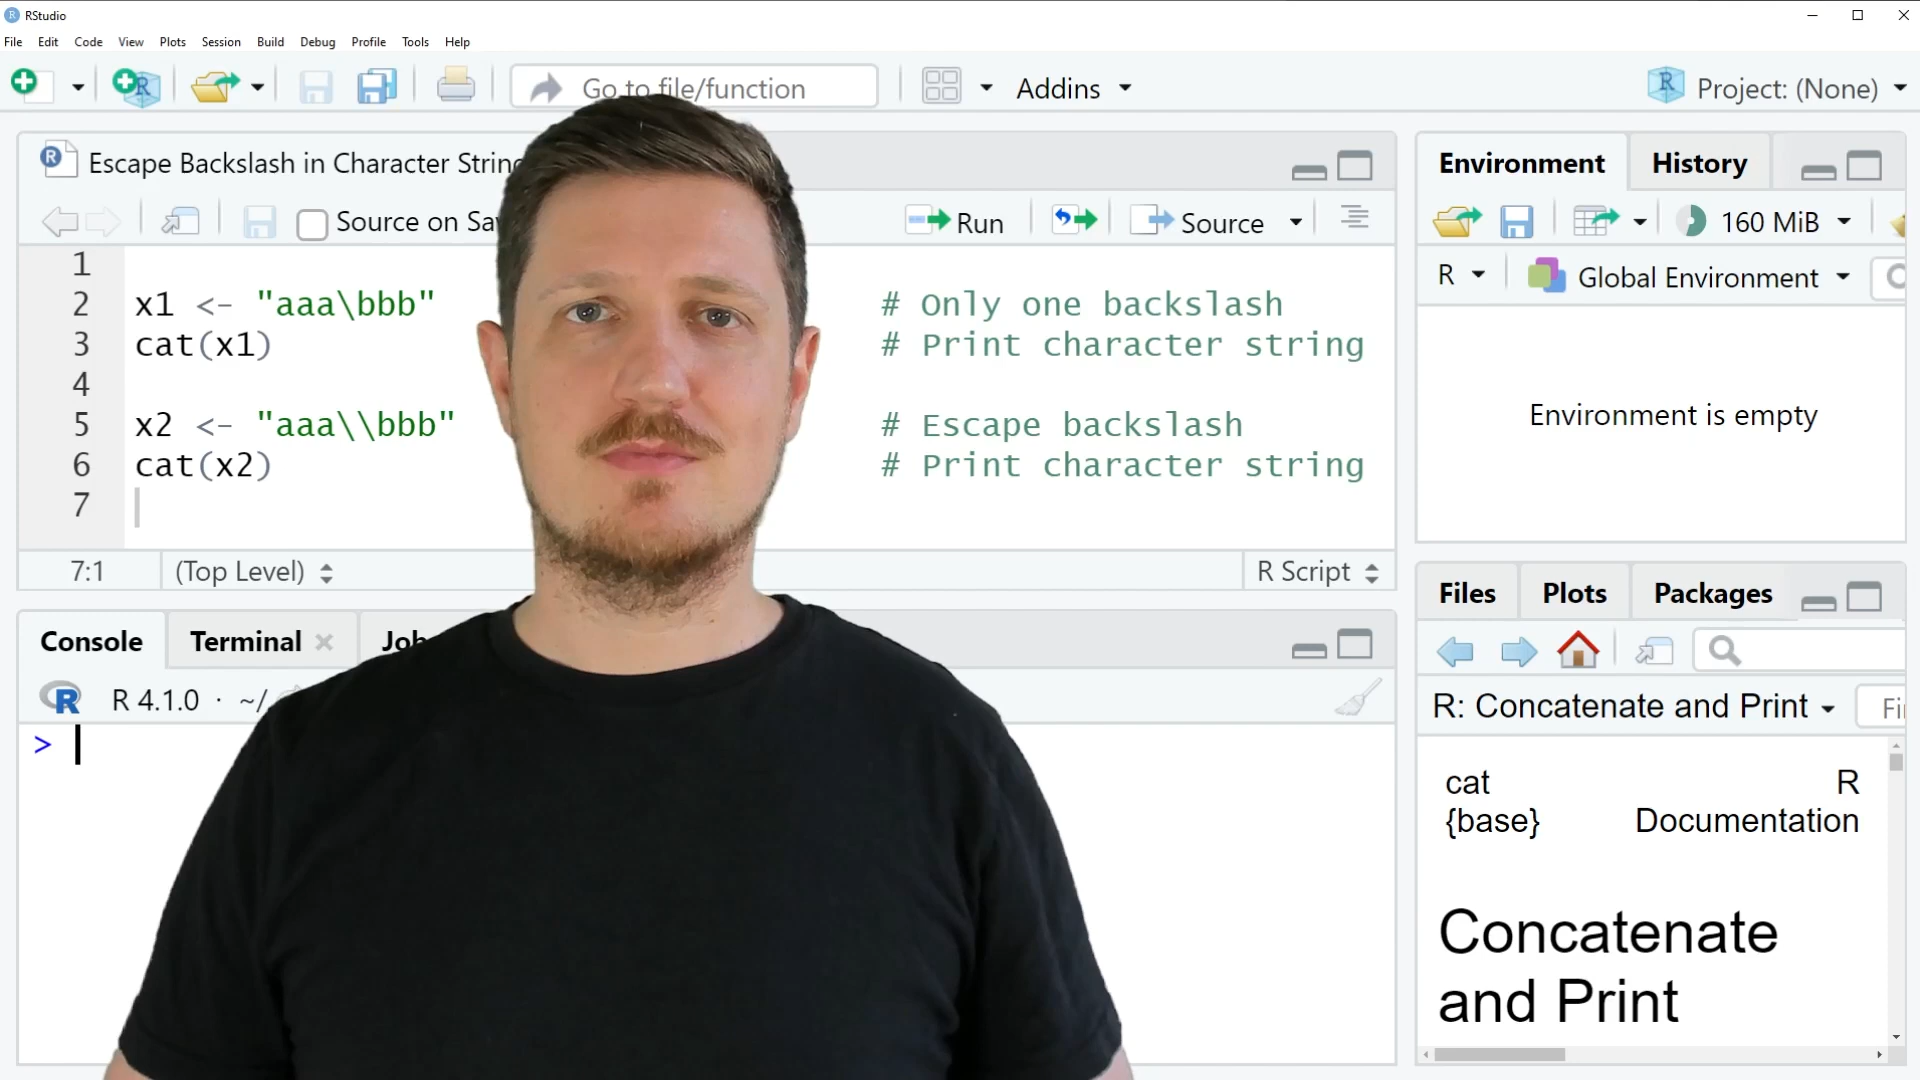 RStudio
File Edit Code View Plots Session Build Debug Profile Tools Help
Go to file/function Addins Project: (None)
Escape Backslash in Character String
Source on Sa Run Source
1
2 x1 <- "aaa\bbb" # Only one backslash
3 cat(x1) # Print character string
4
5 x2 <- "aaa\\bbb" # Escape backslash
6 cat(x2) # Print character string
7
7:1 (Top Level) R Script
Console Terminal Job
R 4.1.0 · ~/
>
Environment History
160 MiB
R Global Environment
Environment is empty
Files Plots Packages
R: Concatenate and Print Fi
cat R
{base} Documentation
Concatenate
and Print